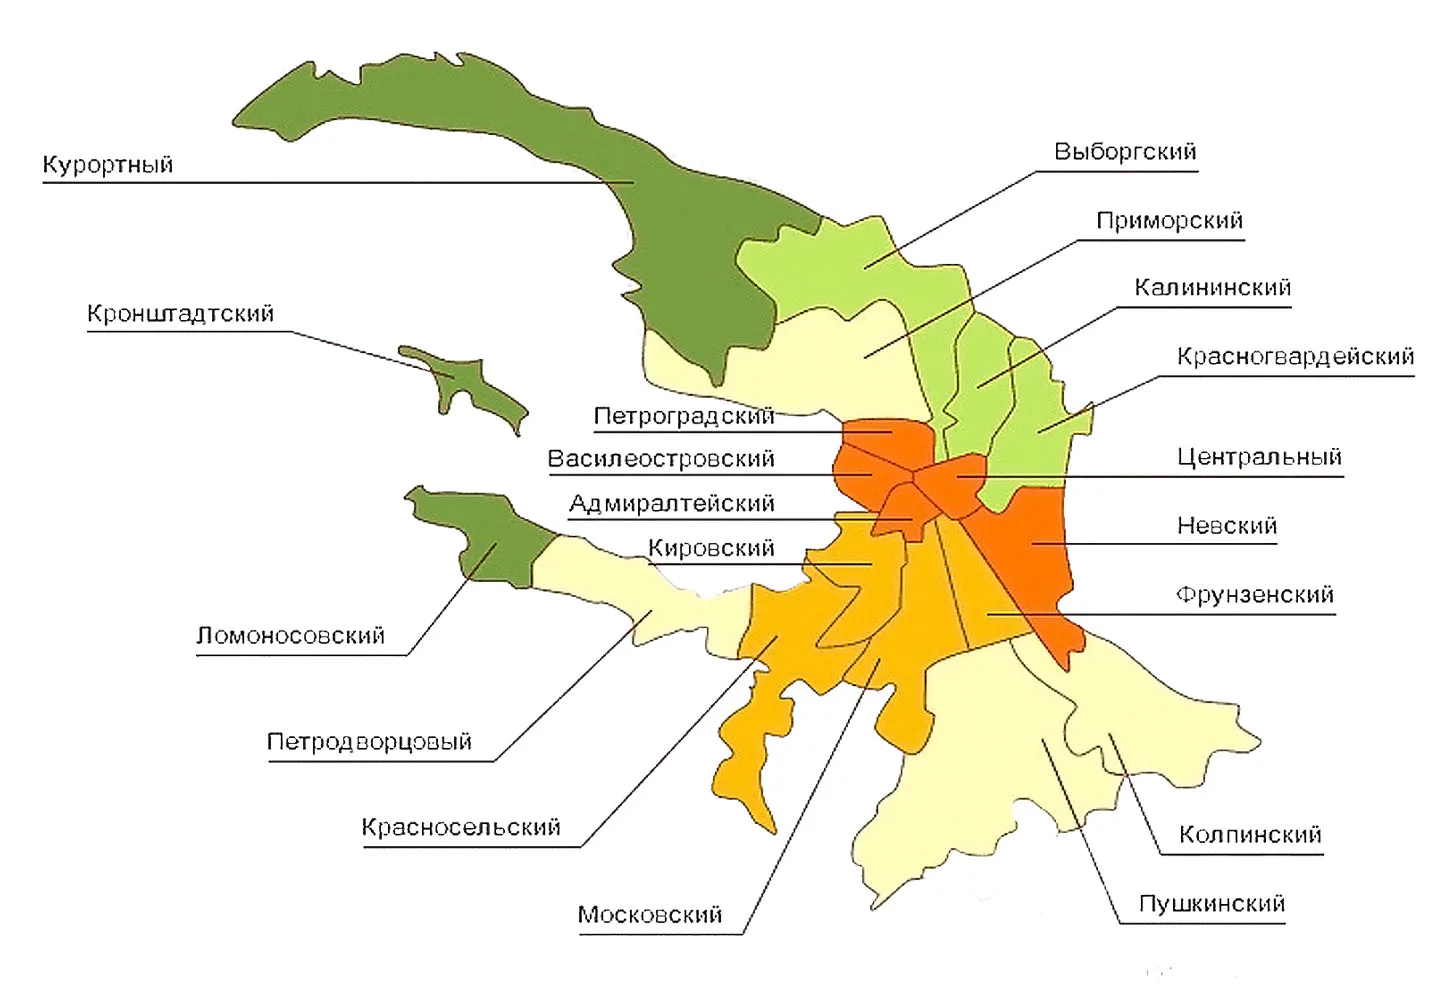 Курортный
Выборгский
Приморский
Калининский
Кронштадтский
Красногвардейский
Петроградский
Василеостровский
Центральный
Адмиралтейский
Невский
Кировский
Фрунзенский
Ломоносовский
Петродворцовый
Красносельский
Колпинский
Пушкинский
Московский